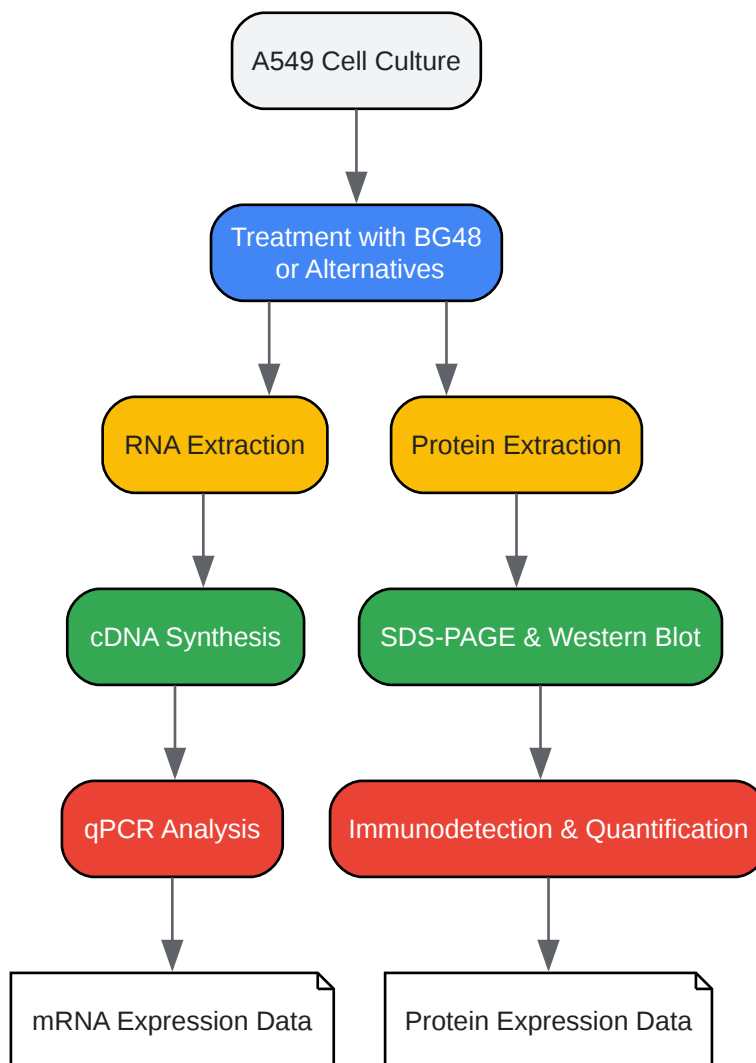 A549 Cell Culture
Treatment with BG48
or Alternatives
RNA Extraction
Protein Extraction
cDNA Synthesis
SDS-PAGE & Western Blot
qPCR Analysis
Immunodetection & Quantification
mRNA Expression Data
Protein Expression Data